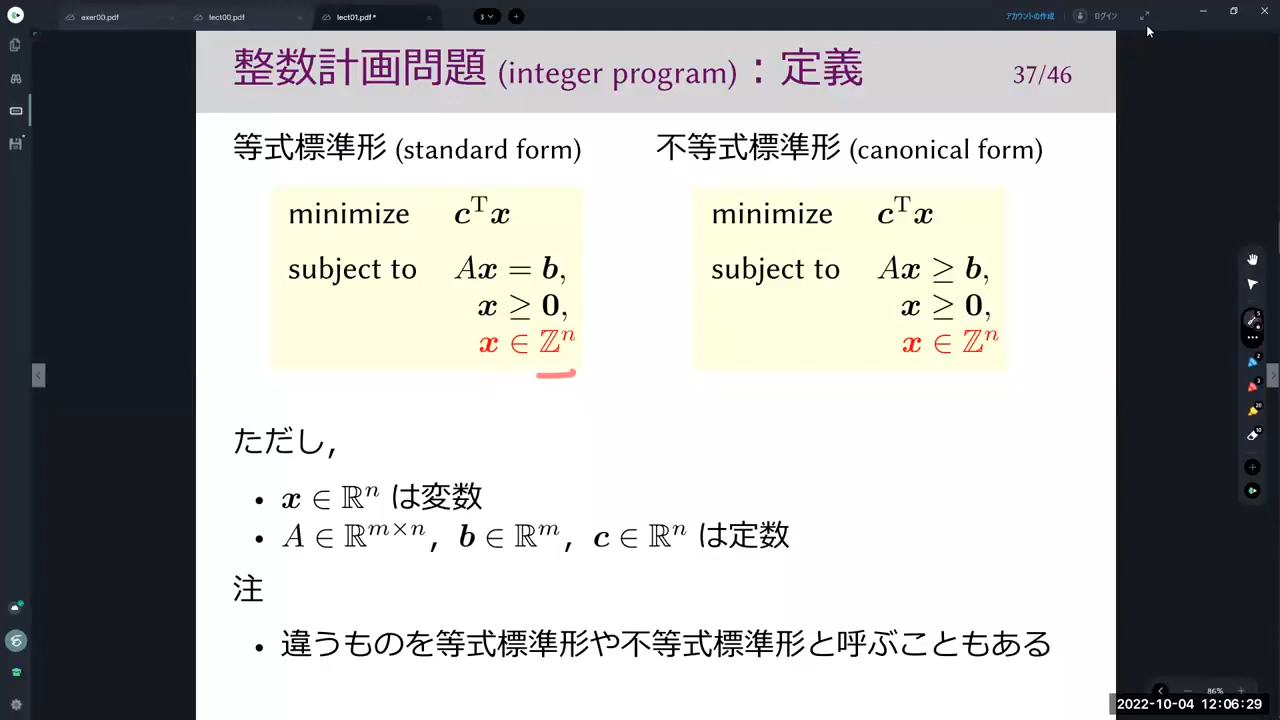 exer00.pdf
lect00.pdf
lect01.pdf *
3
アカウントの作成
ログイン
整数計画問題 (integer program)：定義
37/46
等式標準形 (standard form)
minimize cᵀx
subject to Ax = b,
x ≥ 0,
x ∈ ℤⁿ
不等式標準形 (canonical form)
minimize cᵀx
subject to Ax ≥ b,
x ≥ 0,
x ∈ ℤⁿ
ただし，
• x ∈ ℝⁿ は変数
• A ∈ ℝᵐˣⁿ，b ∈ ℝᵐ，c ∈ ℝⁿ は定数
注
• 違うものを等式標準形や不等式標準形と呼ぶこともある
86%
2022-10-04 12:06:29